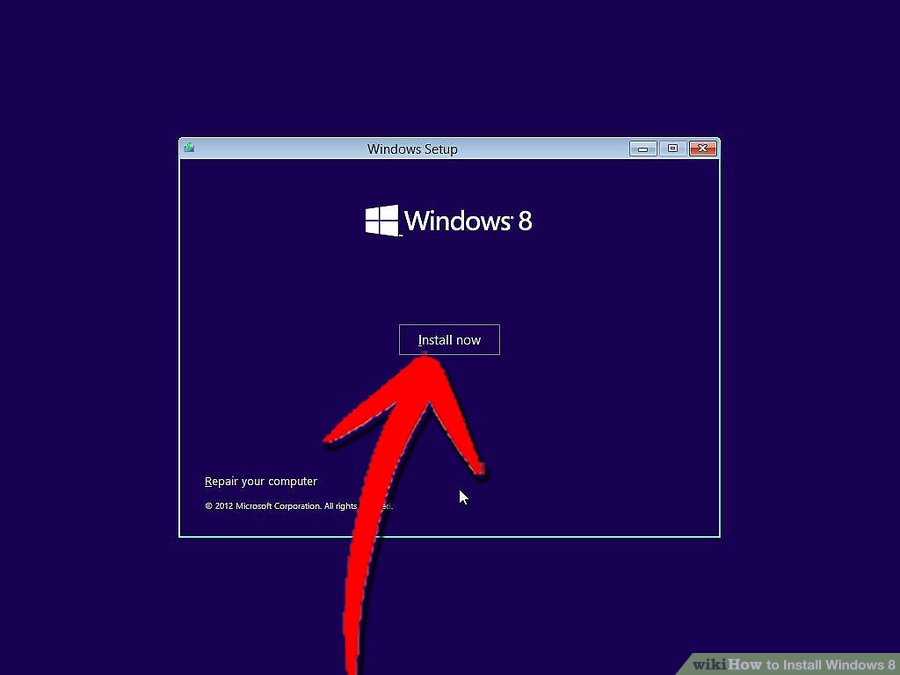 Windows Setup
Windows 8
Install now
Repair your computer
© 2012 Microsoft Corporation. All rights
wikiHow to Install Windows 8